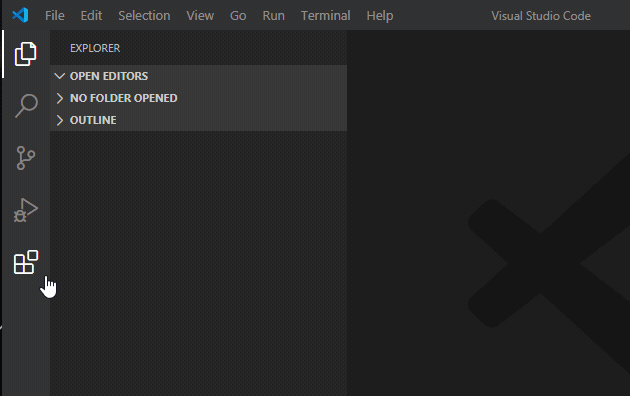 File Edit Selection View Go Run Terminal Help Visual Studio Code
EXPLORER
OPEN EDITORS
NO FOLDER OPENED
OUTLINE